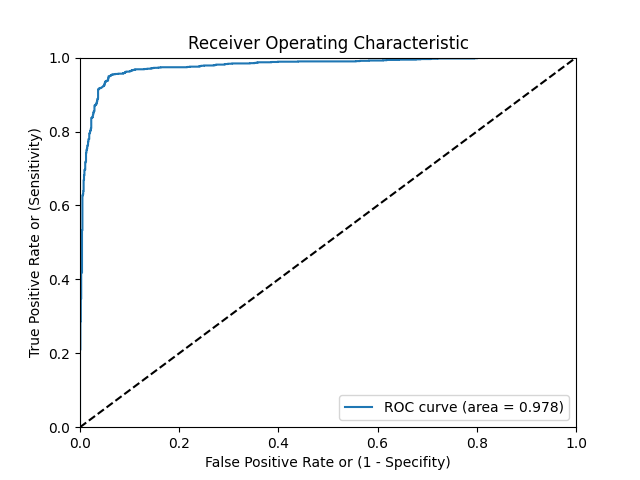 Receiver Operating Characteristic
1.0
0.8
0.6
0.4
0.2
0.0
True Positive Rate or (Sensitivity)
ROC curve (area = 0.978)
0.0 0.2 0.4 0.6 0.8 1.0
False Positive Rate or (1 - Specifity)